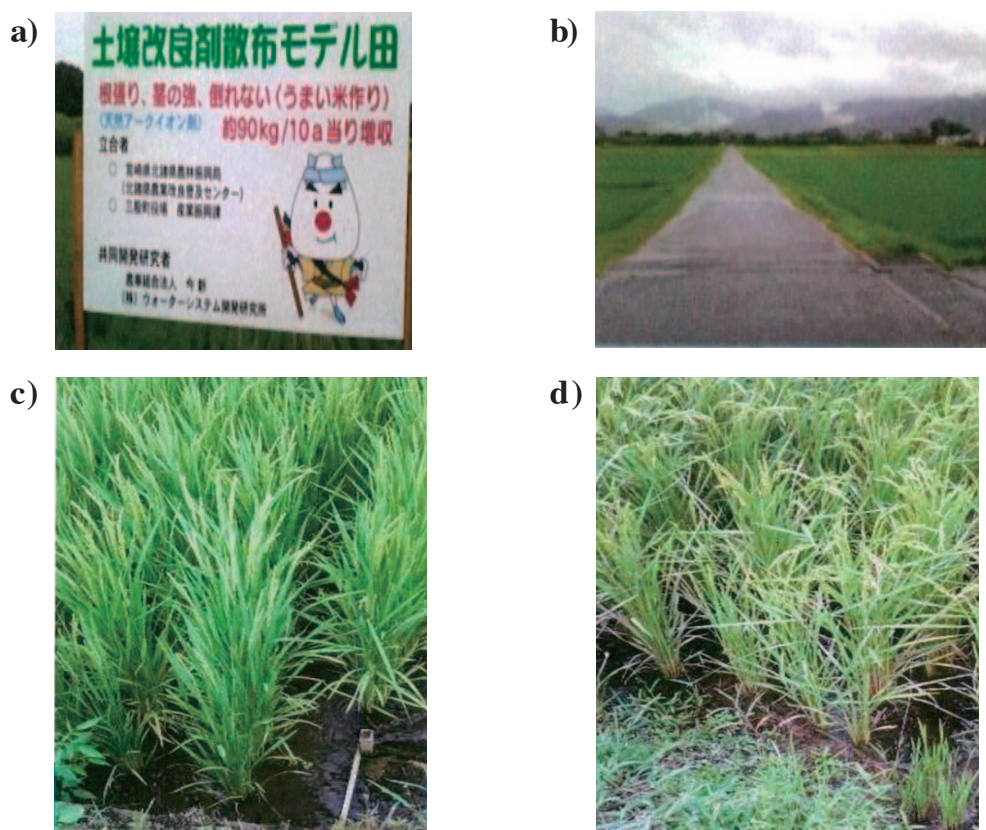 a)
土壌改良剤散布モデル田
根張り、茎の強、倒れない(うまい米作り)
(天然アークイオン剤) 約90kg/10a当り増収
立合者
○ 宮崎県北諸県農林振興局
(北諸県農業改良普及センター)
○ 三股町役場 産業振興課
共同開発研究者
農事組合法人 今新
(株)ウォーターシステム開発研究所
b)
c)
d)